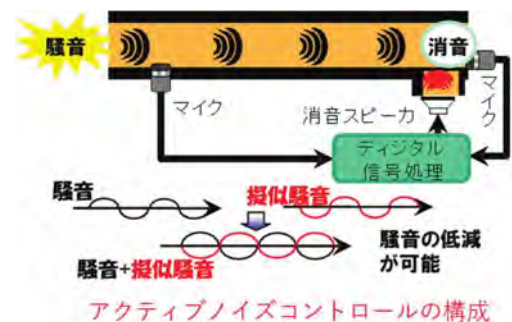 騒音
消音
マイク
マイク
消音スピーカ
ディジタル
信号処理
騒音
擬似騒音
騒音+擬似騒音
騒音の低減
が可能
アクティブノイズコントロールの構成